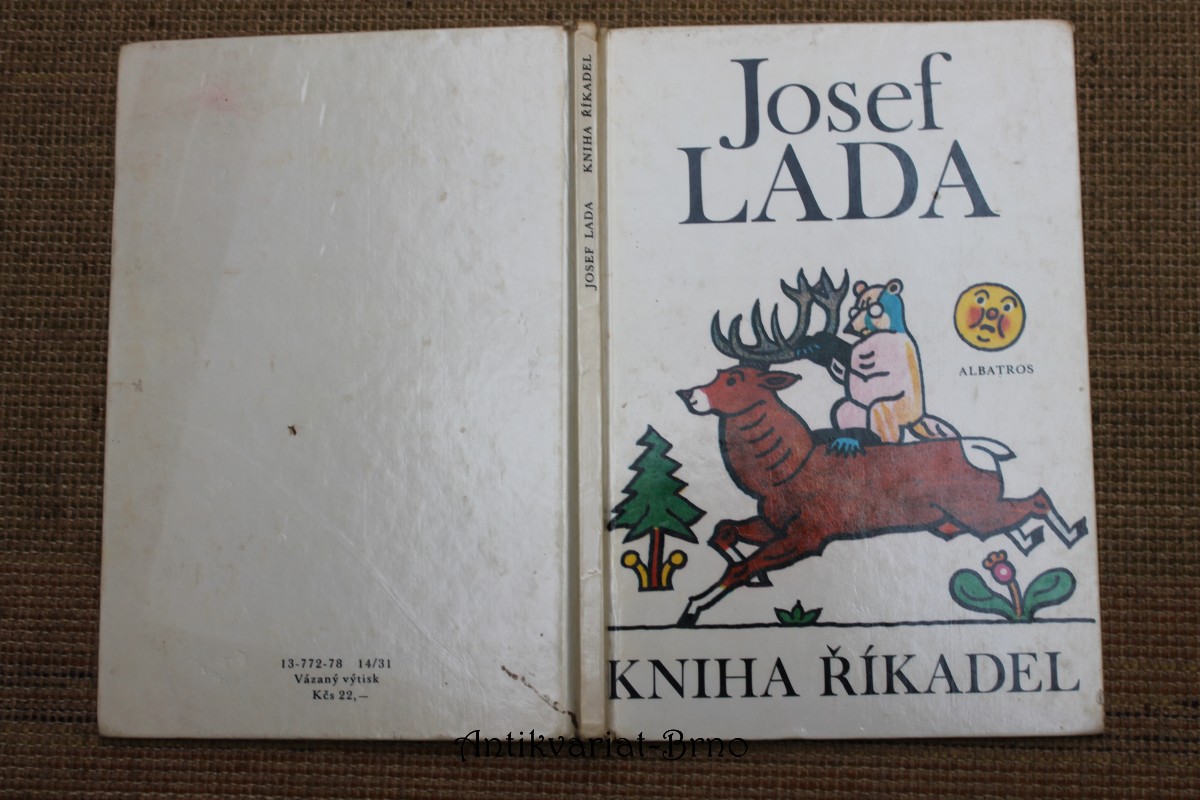 Josef
LADA
ALBATROS
KNIHA ŘÍKADEL
JOSEF LADA KNIHA ŘÍKADEL
13-772-78 14/31
Vázaný výtisk
Kčs 22,—
Antikvariat-Brno